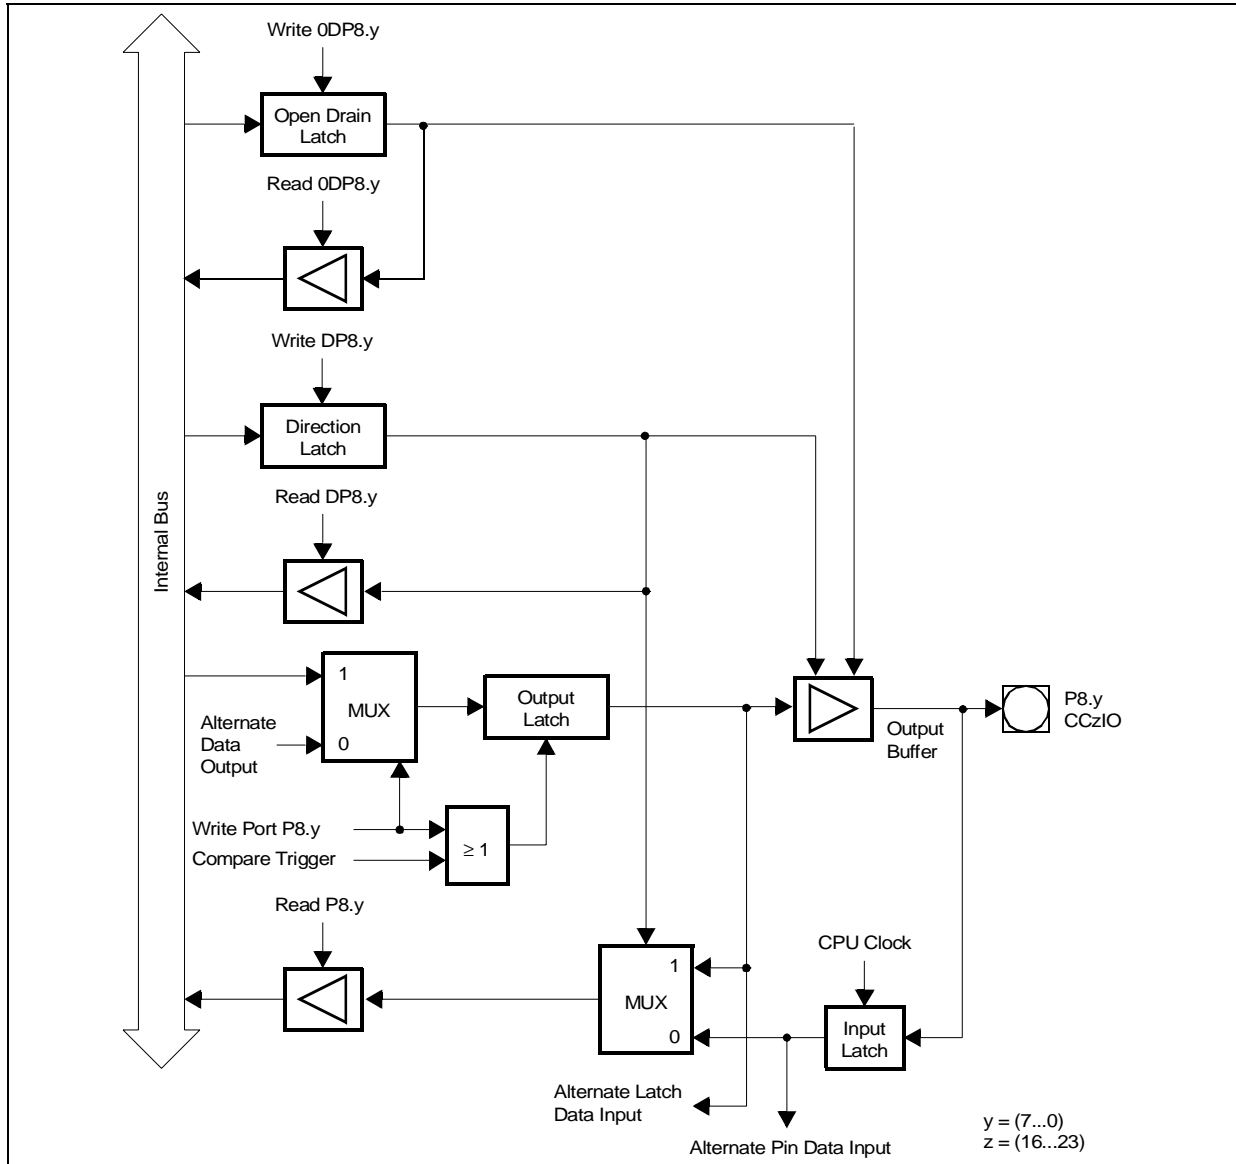 Write 0DP8.y
Open Drain
Latch
Read 0DP8.y
Write DP8.y
Direction
Latch
Read DP8.y
Internal Bus
1
MUX
0
Alternate
Data
Output
Output
Latch
Output
Buffer
P8.y
CCzIO
Write Port P8.y
Compare Trigger
≥ 1
Read P8.y
1
MUX
0
CPU Clock
Input
Latch
Alternate Latch
Data Input
Alternate Pin Data Input
y = (7...0)
z = (16...23)